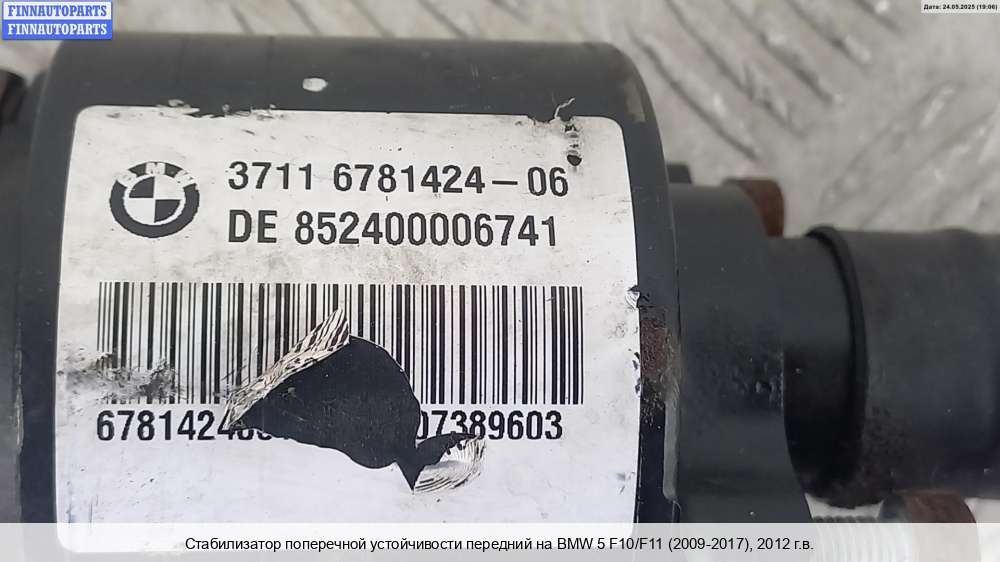 FINNAUTOPARTS
FINNAUTOPARTS
Дата: 24.05.2025 (19:06)
BMW
3711 6781424-06
DE 852400006741
Стабилизатор поперечной устойчивости передний на BMW 5 F10/F11 (2009-2017), 2012 г.в.